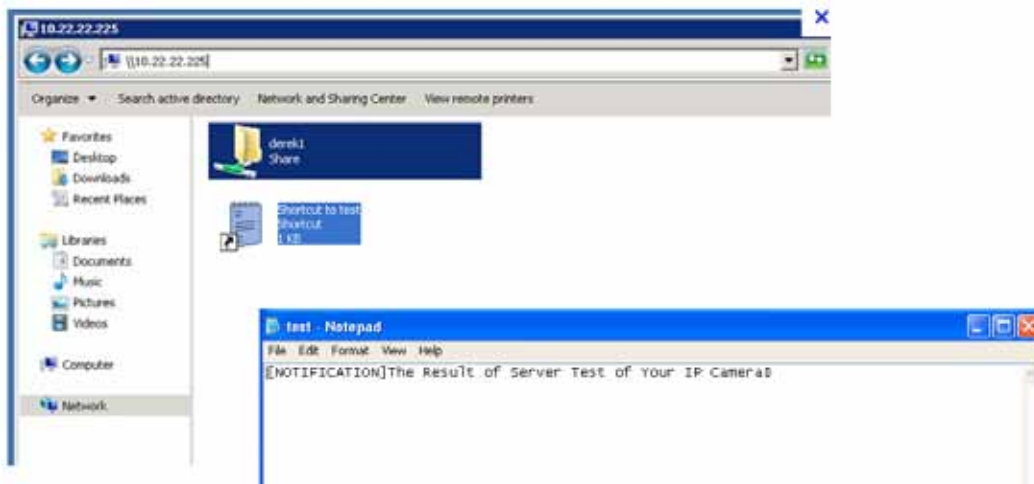 10.22.22.225
\\10.22.22.225
Organize Search active directory Network and Sharing Center View remote printers
Favorites
Desktop
Downloads
Recent Places
Libraries
Documents
Music
Pictures
Videos
Computer
Network
derek1
Share
Shortcut to test
Shortcut
1 KB
test - Notepad
File Edit Format View Help
[NOTIFICATION]The Result of Server Test of Your IP Camera